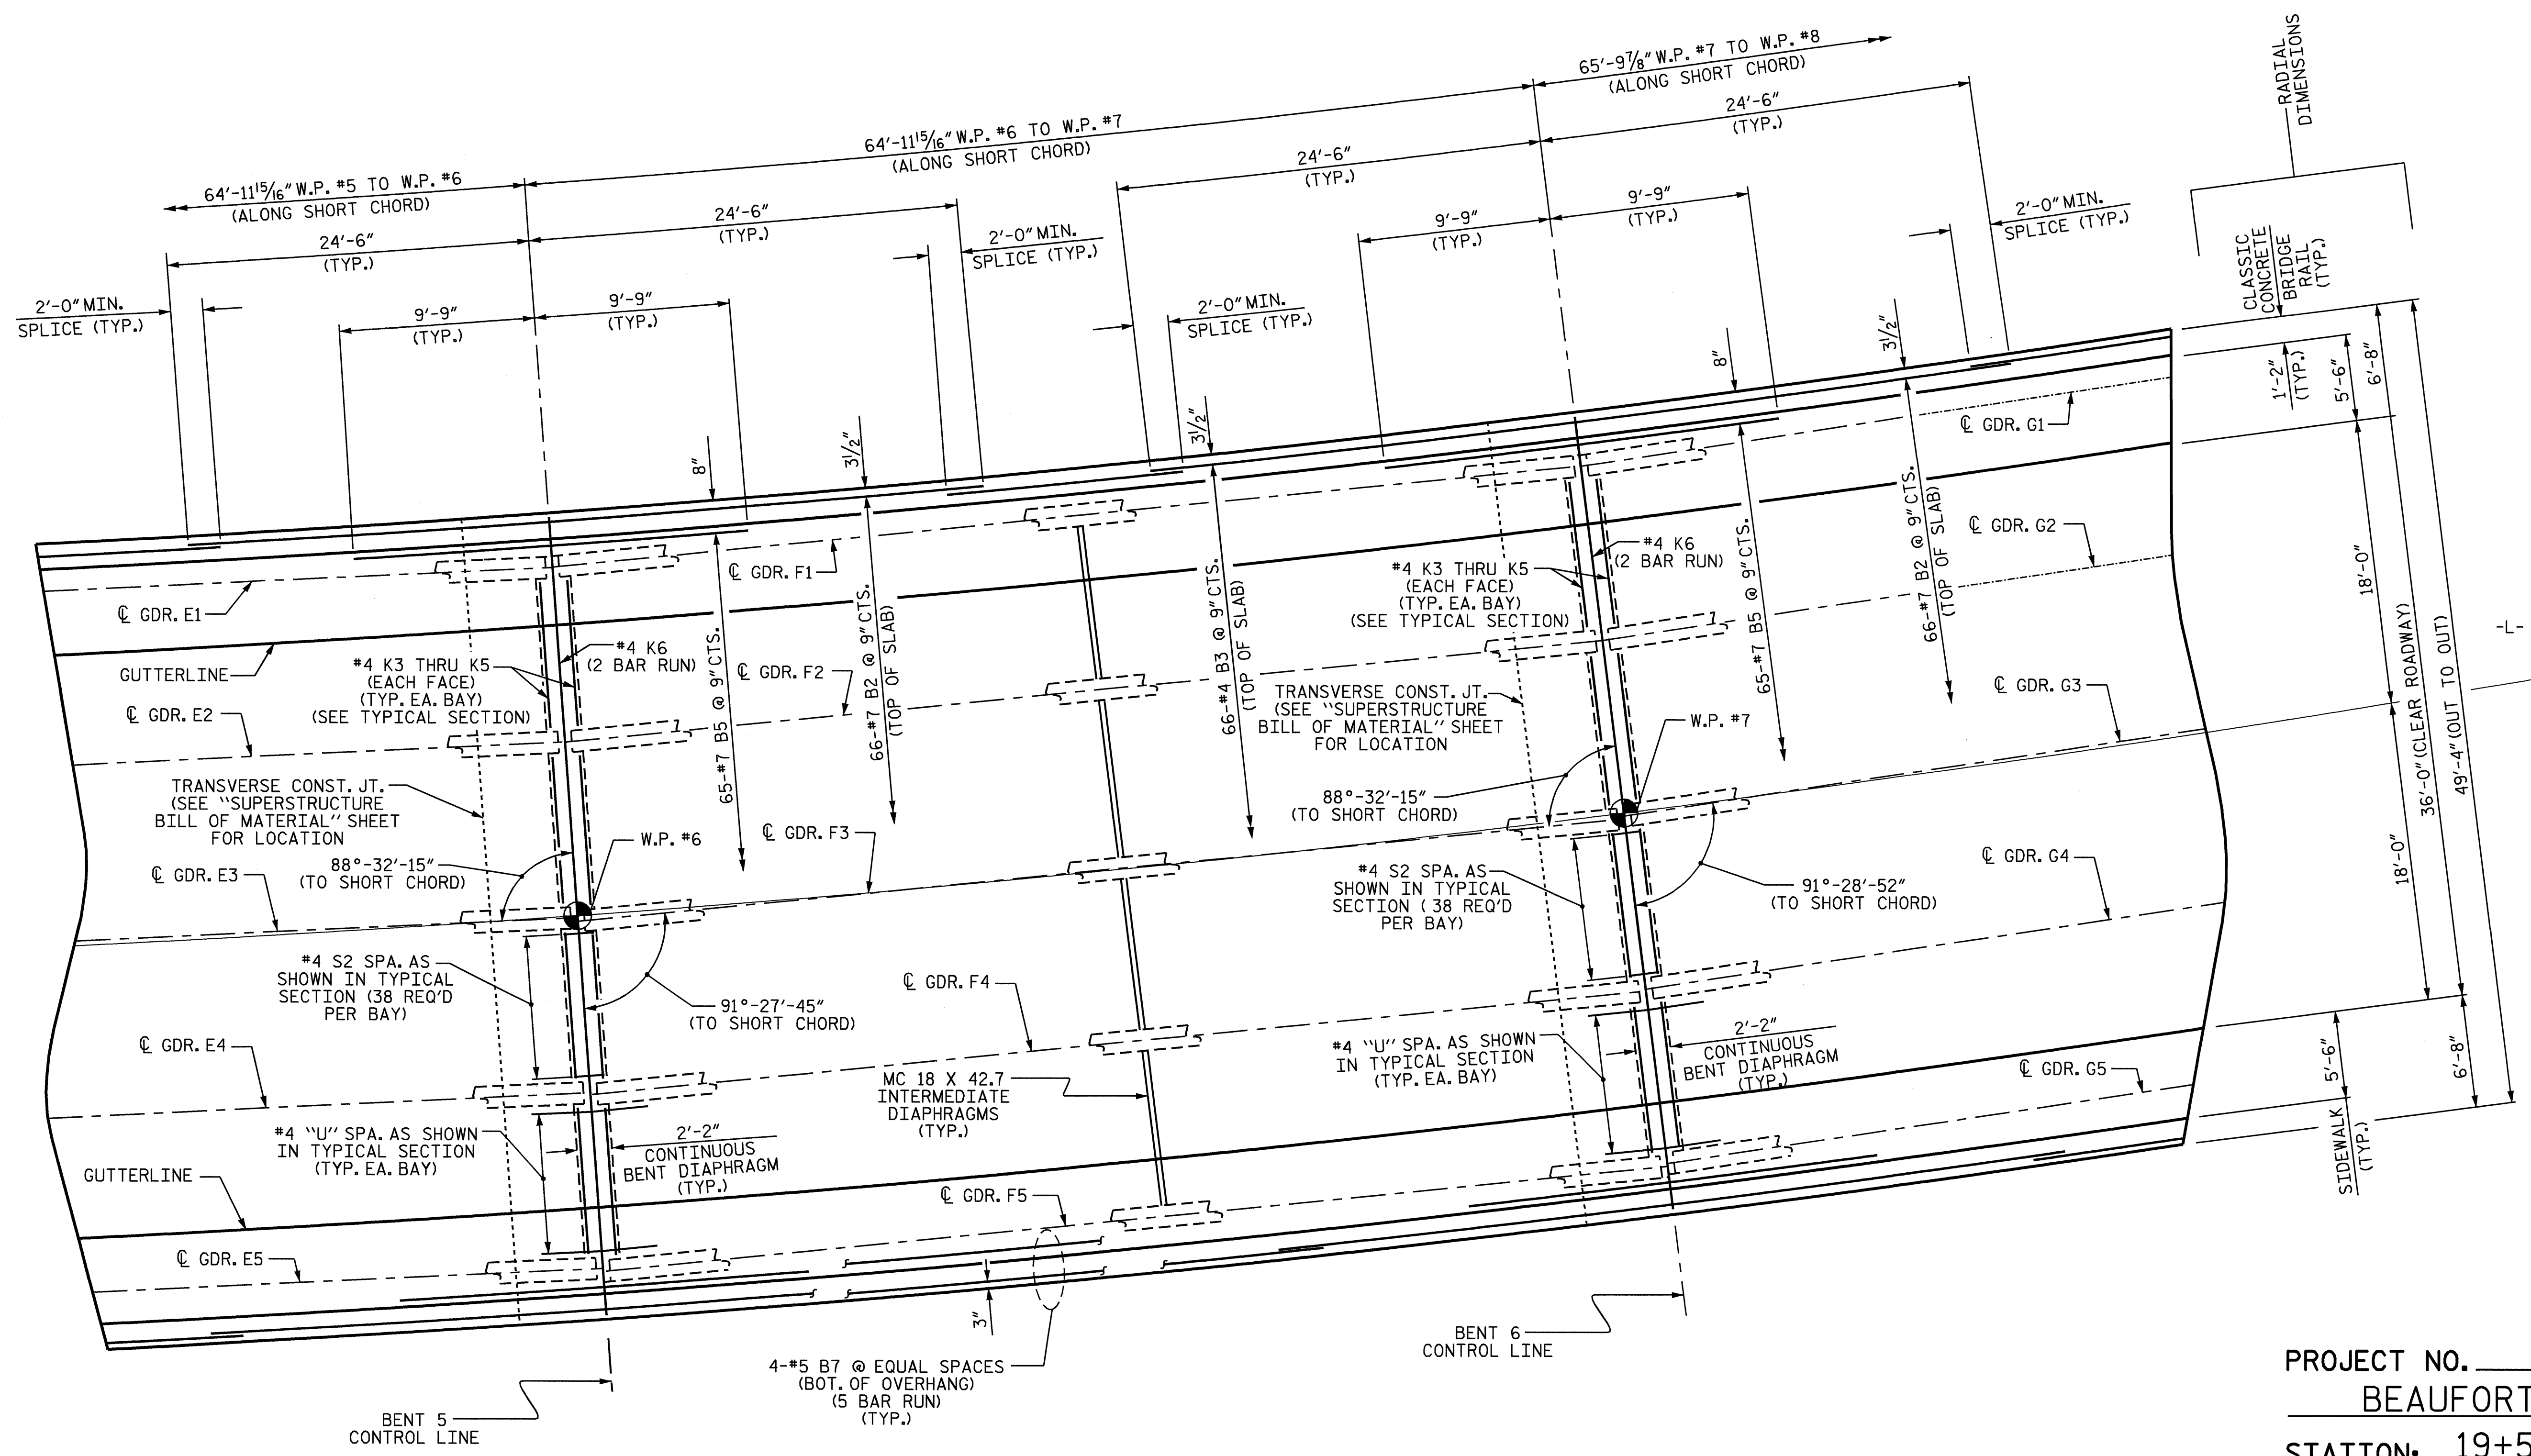 65'-9⅞" W.P. #7 TO W.P. #8
(ALONG SHORT CHORD)
RADIAL
DIMENSIONS
64'-11 15/16" W.P. #6 TO W.P. #7
(ALONG SHORT CHORD)
24'-6"
(TYP.)
24'-6"
(TYP.)
64'-11 15/16" W.P. #5 TO W.P. #6
(ALONG SHORT CHORD)
24'-6"
(TYP.)
24'-6"
(TYP.)
9'-9"
(TYP.)
9'-9"
(TYP.)
2'-0" MIN.
SPLICE (TYP.)
2'-0" MIN.
SPLICE (TYP.)
CLASSIC
CONCRETE
BRIDGE
RAIL
(TYP.)
2'-0" MIN.
SPLICE (TYP.)
9'-9"
(TYP.)
9'-9"
(TYP.)
2'-0" MIN.
SPLICE (TYP.)
8"
3½"
3½"
8"
3½"
1'-2"
(TYP.)
5'-6"
6'-8"
℄ GDR. G1
℄ GDR. F1
℄ GDR. E1
GUTTERLINE
#4 K3 THRU K5
(EACH FACE)
(TYP. EA. BAY)
(SEE TYPICAL SECTION)
#4 K6
(2 BAR RUN)
65-#7 B5 @ 9" CTS.
66-#7 B2 @ 9" CTS.
(TOP OF SLAB)
66-#4 B3 @ 9" CTS.
(TOP OF SLAB)
#4 K3 THRU K5
(EACH FACE)
(TYP. EA. BAY)
(SEE TYPICAL SECTION)
#4 K6
(2 BAR RUN)
65-#7 B5 @ 9" CTS.
66-#7 B2 @ 9" CTS.
(TOP OF SLAB)
℄ GDR. G2
18'-0"
36'-0" (CLEAR ROADWAY)
49'-4" (OUT TO OUT)
-L-
℄ GDR. E2
℄ GDR. F2
℄ GDR. G3
TRANSVERSE CONST. JT.
(SEE "SUPERSTRUCTURE
BILL OF MATERIAL" SHEET
FOR LOCATION
TRANSVERSE CONST. JT.
(SEE "SUPERSTRUCTURE
BILL OF MATERIAL" SHEET
FOR LOCATION
W.P. #7
88°-32'-15"
(TO SHORT CHORD)
W.P. #6
℄ GDR. F3
88°-32'-15"
(TO SHORT CHORD)
℄ GDR. E3
#4 S2 SPA. AS
SHOWN IN TYPICAL
SECTION ( 38 REQ'D
PER BAY)
91°-28'-52"
(TO SHORT CHORD)
℄ GDR. G4
18'-0"
#4 S2 SPA. AS
SHOWN IN TYPICAL
SECTION (38 REQ'D
PER BAY)
91°-27'-45"
(TO SHORT CHORD)
℄ GDR. F4
℄ GDR. E4
MC 18 X 42.7
INTERMEDIATE
DIAPHRAGMS
(TYP.)
#4 "U" SPA. AS SHOWN
IN TYPICAL SECTION
(TYP. EA. BAY)
2'-2"
CONTINUOUS
BENT DIAPHRAGM
(TYP.)
℄ GDR. G5
5'-6"
6'-8"
SIDEWALK
(TYP.)
#4 "U" SPA. AS SHOWN
IN TYPICAL SECTION
(TYP. EA. BAY)
2'-2"
CONTINUOUS
BENT DIAPHRAGM
(TYP.)
GUTTERLINE
℄ GDR. F5
℄ GDR. E5
3"
4-#5 B7 @ EQUAL SPACES
(BOT. OF OVERHANG)
(5 BAR RUN)
(TYP.)
BENT 5
CONTROL LINE
BENT 6
CONTROL LINE
PROJECT NO.
BEAUFORT
STATION: 19+5